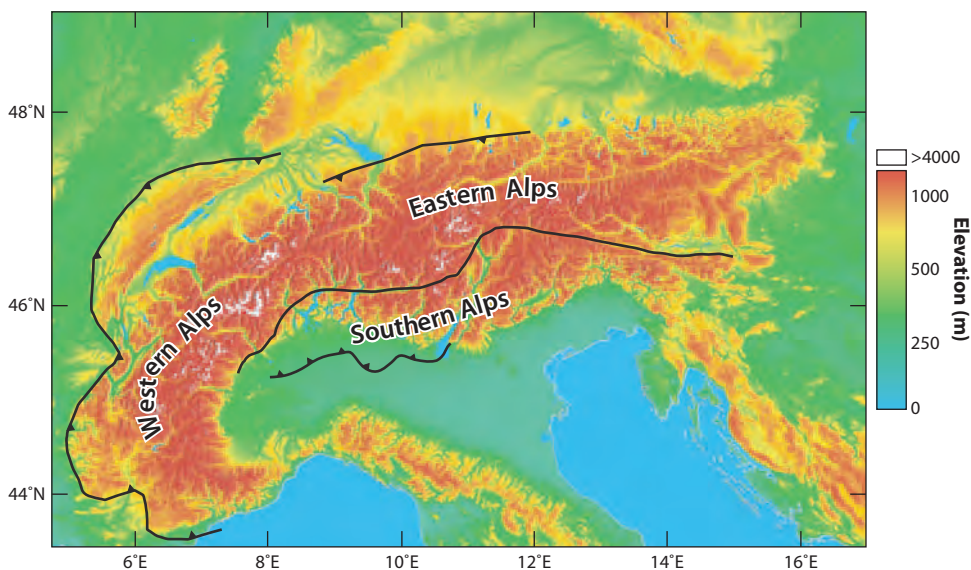 48°N
46°N
44°N
6°E
8°E
10°E
12°E
14°E
16°E
Eastern Alps
Western Alps
Southern Alps
>4000
1000
500
250
0
Elevation (m)